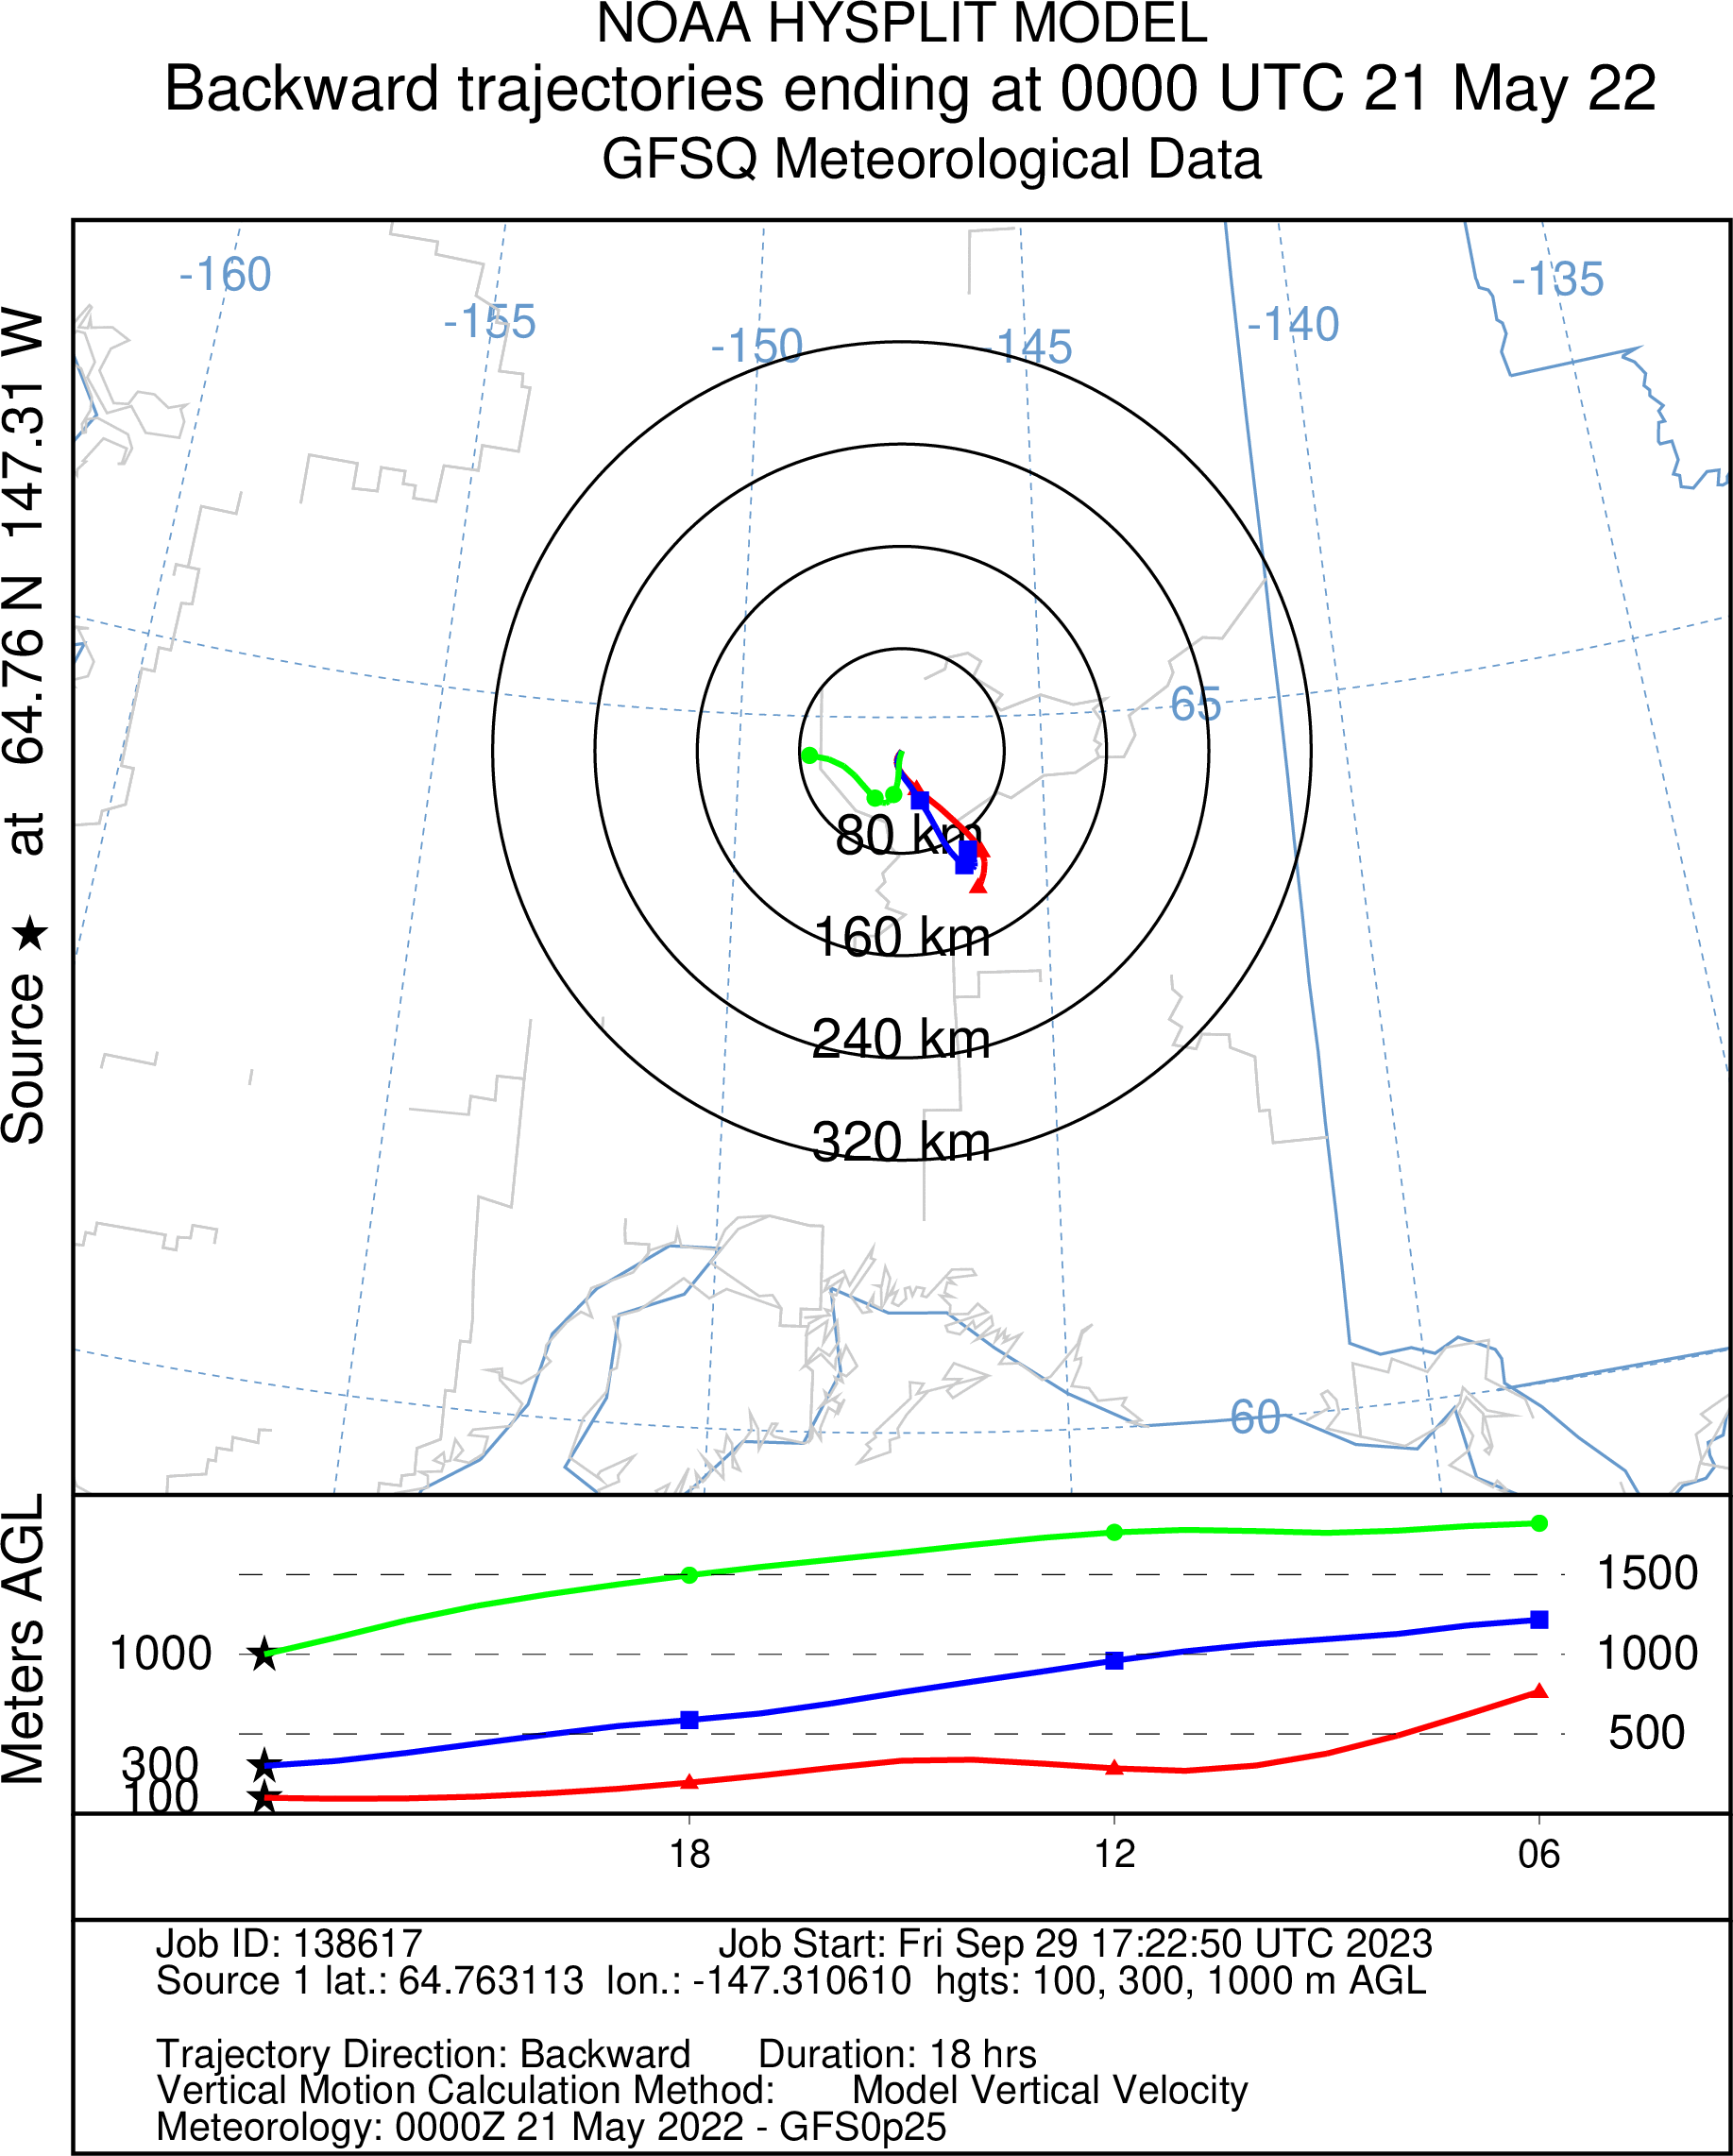 NOAA HYSPLIT MODEL
Backward trajectories ending at 0000 UTC 21 May 22
GFSQ Meteorological Data
Source ★ at 64.76 N 147.31 W
-160
-155
-150
-145
-140
-135
65
60
80 km
160 km
240 km
320 km
Meters AGL
1000
300
100
1500
1000
500
18
12
06
Job ID: 138617 Job Start: Fri Sep 29 17:22:50 UTC 2023
Source 1 lat.: 64.763113 lon.: -147.310610 hgts: 100, 300, 1000 m AGL
Trajectory Direction: Backward Duration: 18 hrs
Vertical Motion Calculation Method: Model Vertical Velocity
Meteorology: 0000Z 21 May 2022 - GFS0p25